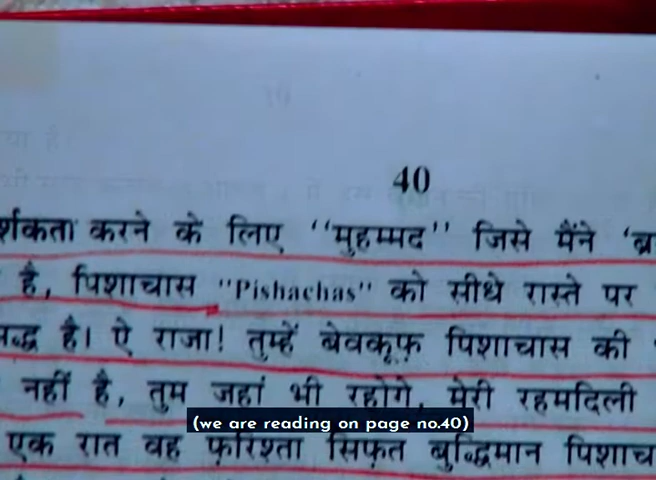 40
र्शकता करने के लिए ‘‘मुहम्मद’’ जिसे मैंने ‘ब्र
है, पिशाचास "Pishachas" को सीधे रास्ते पर
द्ध है। ऐ राजा! तुम्हें बेवकूफ़ पिशाचास की
नहीं है, तुम जहां भी रहोगे, मेरी रहमदिली
(we are reading on page no.40)
एक रात वह फ़रिश्ता सिफ़त बुद्धिमान पिशाच